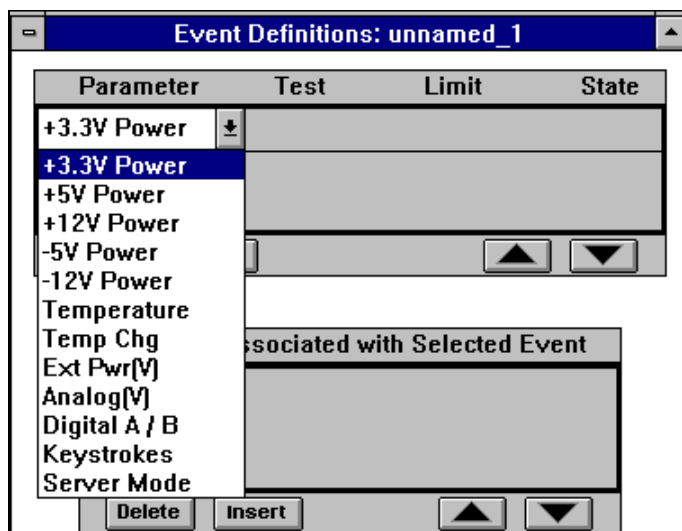 Event Definitions: unnamed_1
Parameter Test Limit State
+3.3V Power
+3.3V Power
+5V Power
+12V Power
-5V Power
-12V Power
Temperature
Temp Chg
Ext Pwr(V)
Analog(V)
Digital A / B
Keystrokes
Server Mode
with Selected Event
Delete Insert